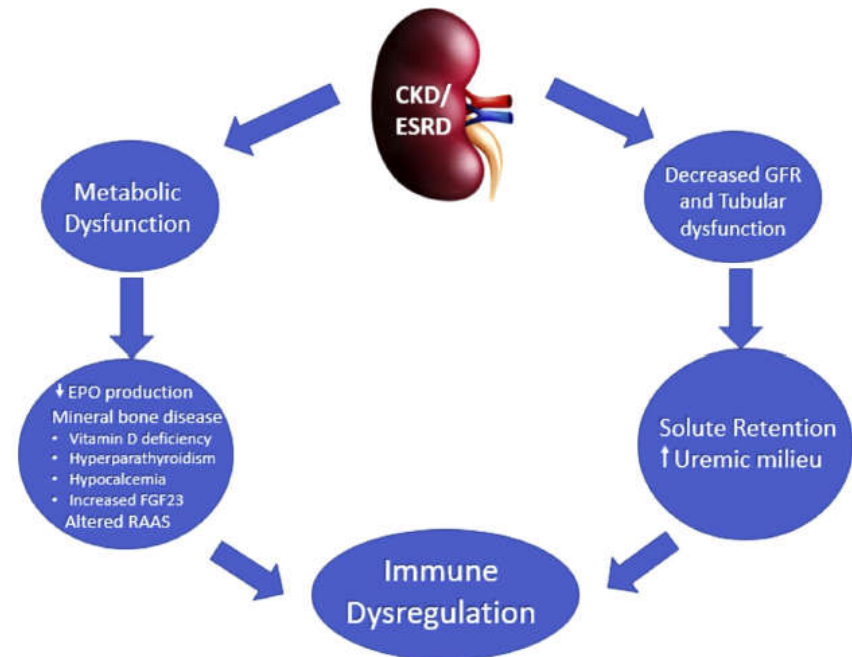 CKD/
ESRD
Metabolic
Dysfunction
Decreased GFR
and Tubular
dysfunction
↓EPO production
Mineral bone disease
• Vitamin D deficiency
• Hyperparathyroidism
• Hypocalcemia
• Increased FGF23
Altered RAAS
Solute Retention
↑Uremic milieu
Immune
Dysregulation